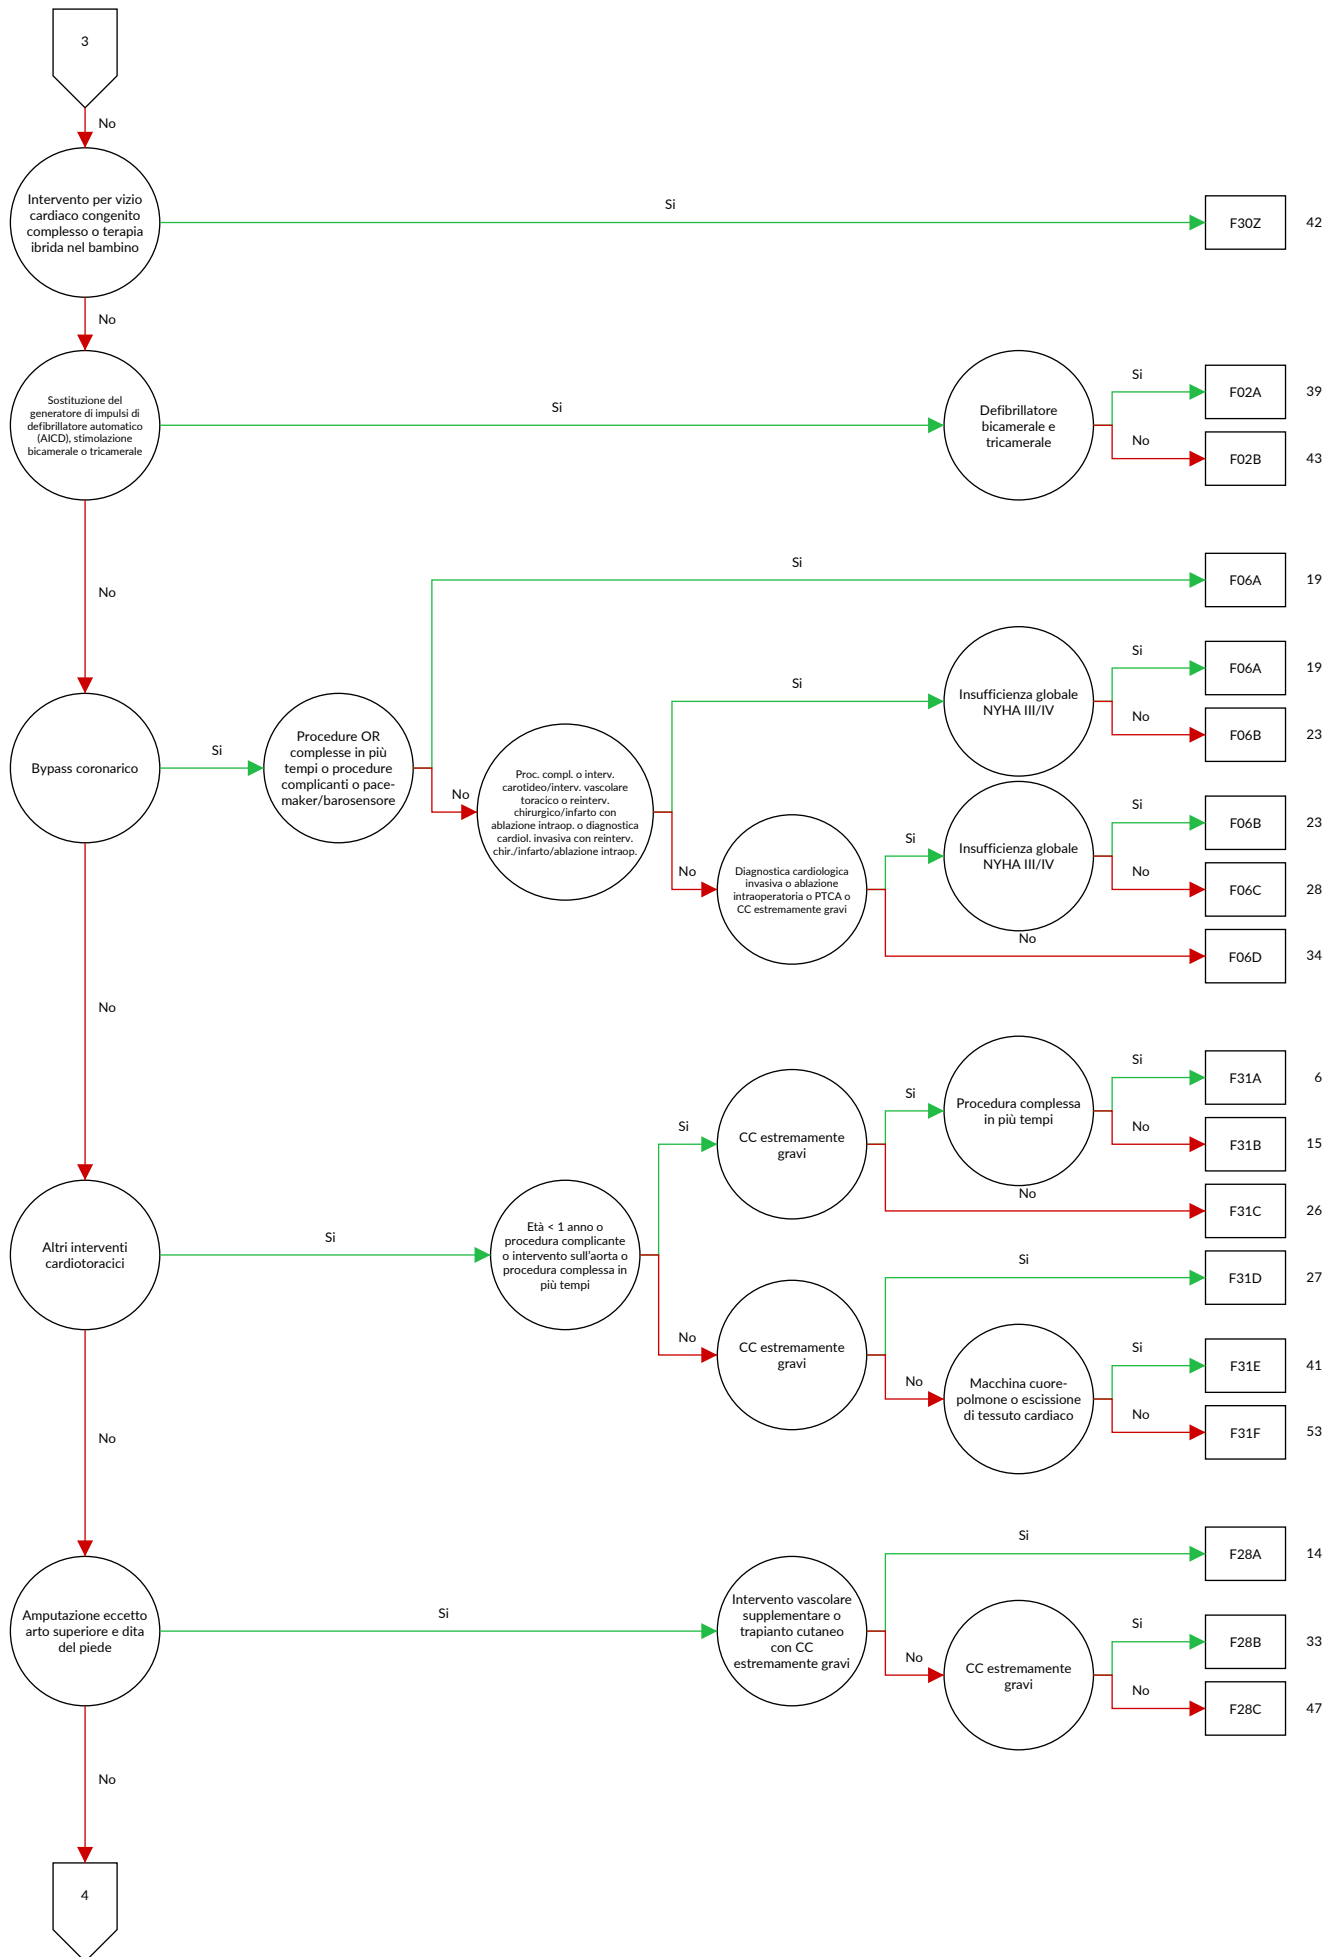 3
No
Intervento per vizio
cardiaco congenito
complesso o terapia
ibrida nel bambino
Si
F30Z
42
No
Sostituzione del
generatore di impulsi di
defibrillatore automatico
(AICD), stimolazione
bicamerale o tricamerale
Si
Defibrillatore
bicamerale e
tricamerale
Si
F02A
39
No
F02B
43
No
Bypass coronarico
Si
Procedure OR
complesse in più
tempi o procedure
complicanti o pace-
maker/barosensore
Si
F06A
19
No
Proc. compl. o interv.
carotideo/interv. vascolare
toracico o reinterv.
chirurgico/infarto con
ablazione intraop. o diagnostica
cardiol. invasiva con reinterv.
chir./infarto/ablazione intraop.
Si
Insufficienza globale
NYHA III/IV
Si
F06A
19
No
F06B
23
No
Diagnostica cardiologica
invasiva o ablazione
intraoperatoria o PTCA o
CC estremamente gravi
Si
Insufficienza globale
NYHA III/IV
Si
F06B
23
No
F06C
28
No
F06D
34
No
Altri interventi
cardiotoracici
Si
Età < 1 anno o
procedura complicante
o intervento sull'aorta o
procedura complessa in
più tempi
Si
CC estremamente
gravi
Si
Procedura complessa
in più tempi
Si
F31A
6
No
F31B
15
No
F31C
26
No
CC estremamente
gravi
Si
F31D
27
No
Macchina cuore-
polmone o escissione
di tessuto cardiaco
Si
F31E
41
No
F31F
53
No
Amputazione eccetto
arto superiore e dita
del piede
Si
Intervento vascolare
supplementare o
trapianto cutaneo
con CC
estremamente gravi
Si
F28A
14
No
CC estremamente
gravi
Si
F28B
33
No
F28C
47
No
4